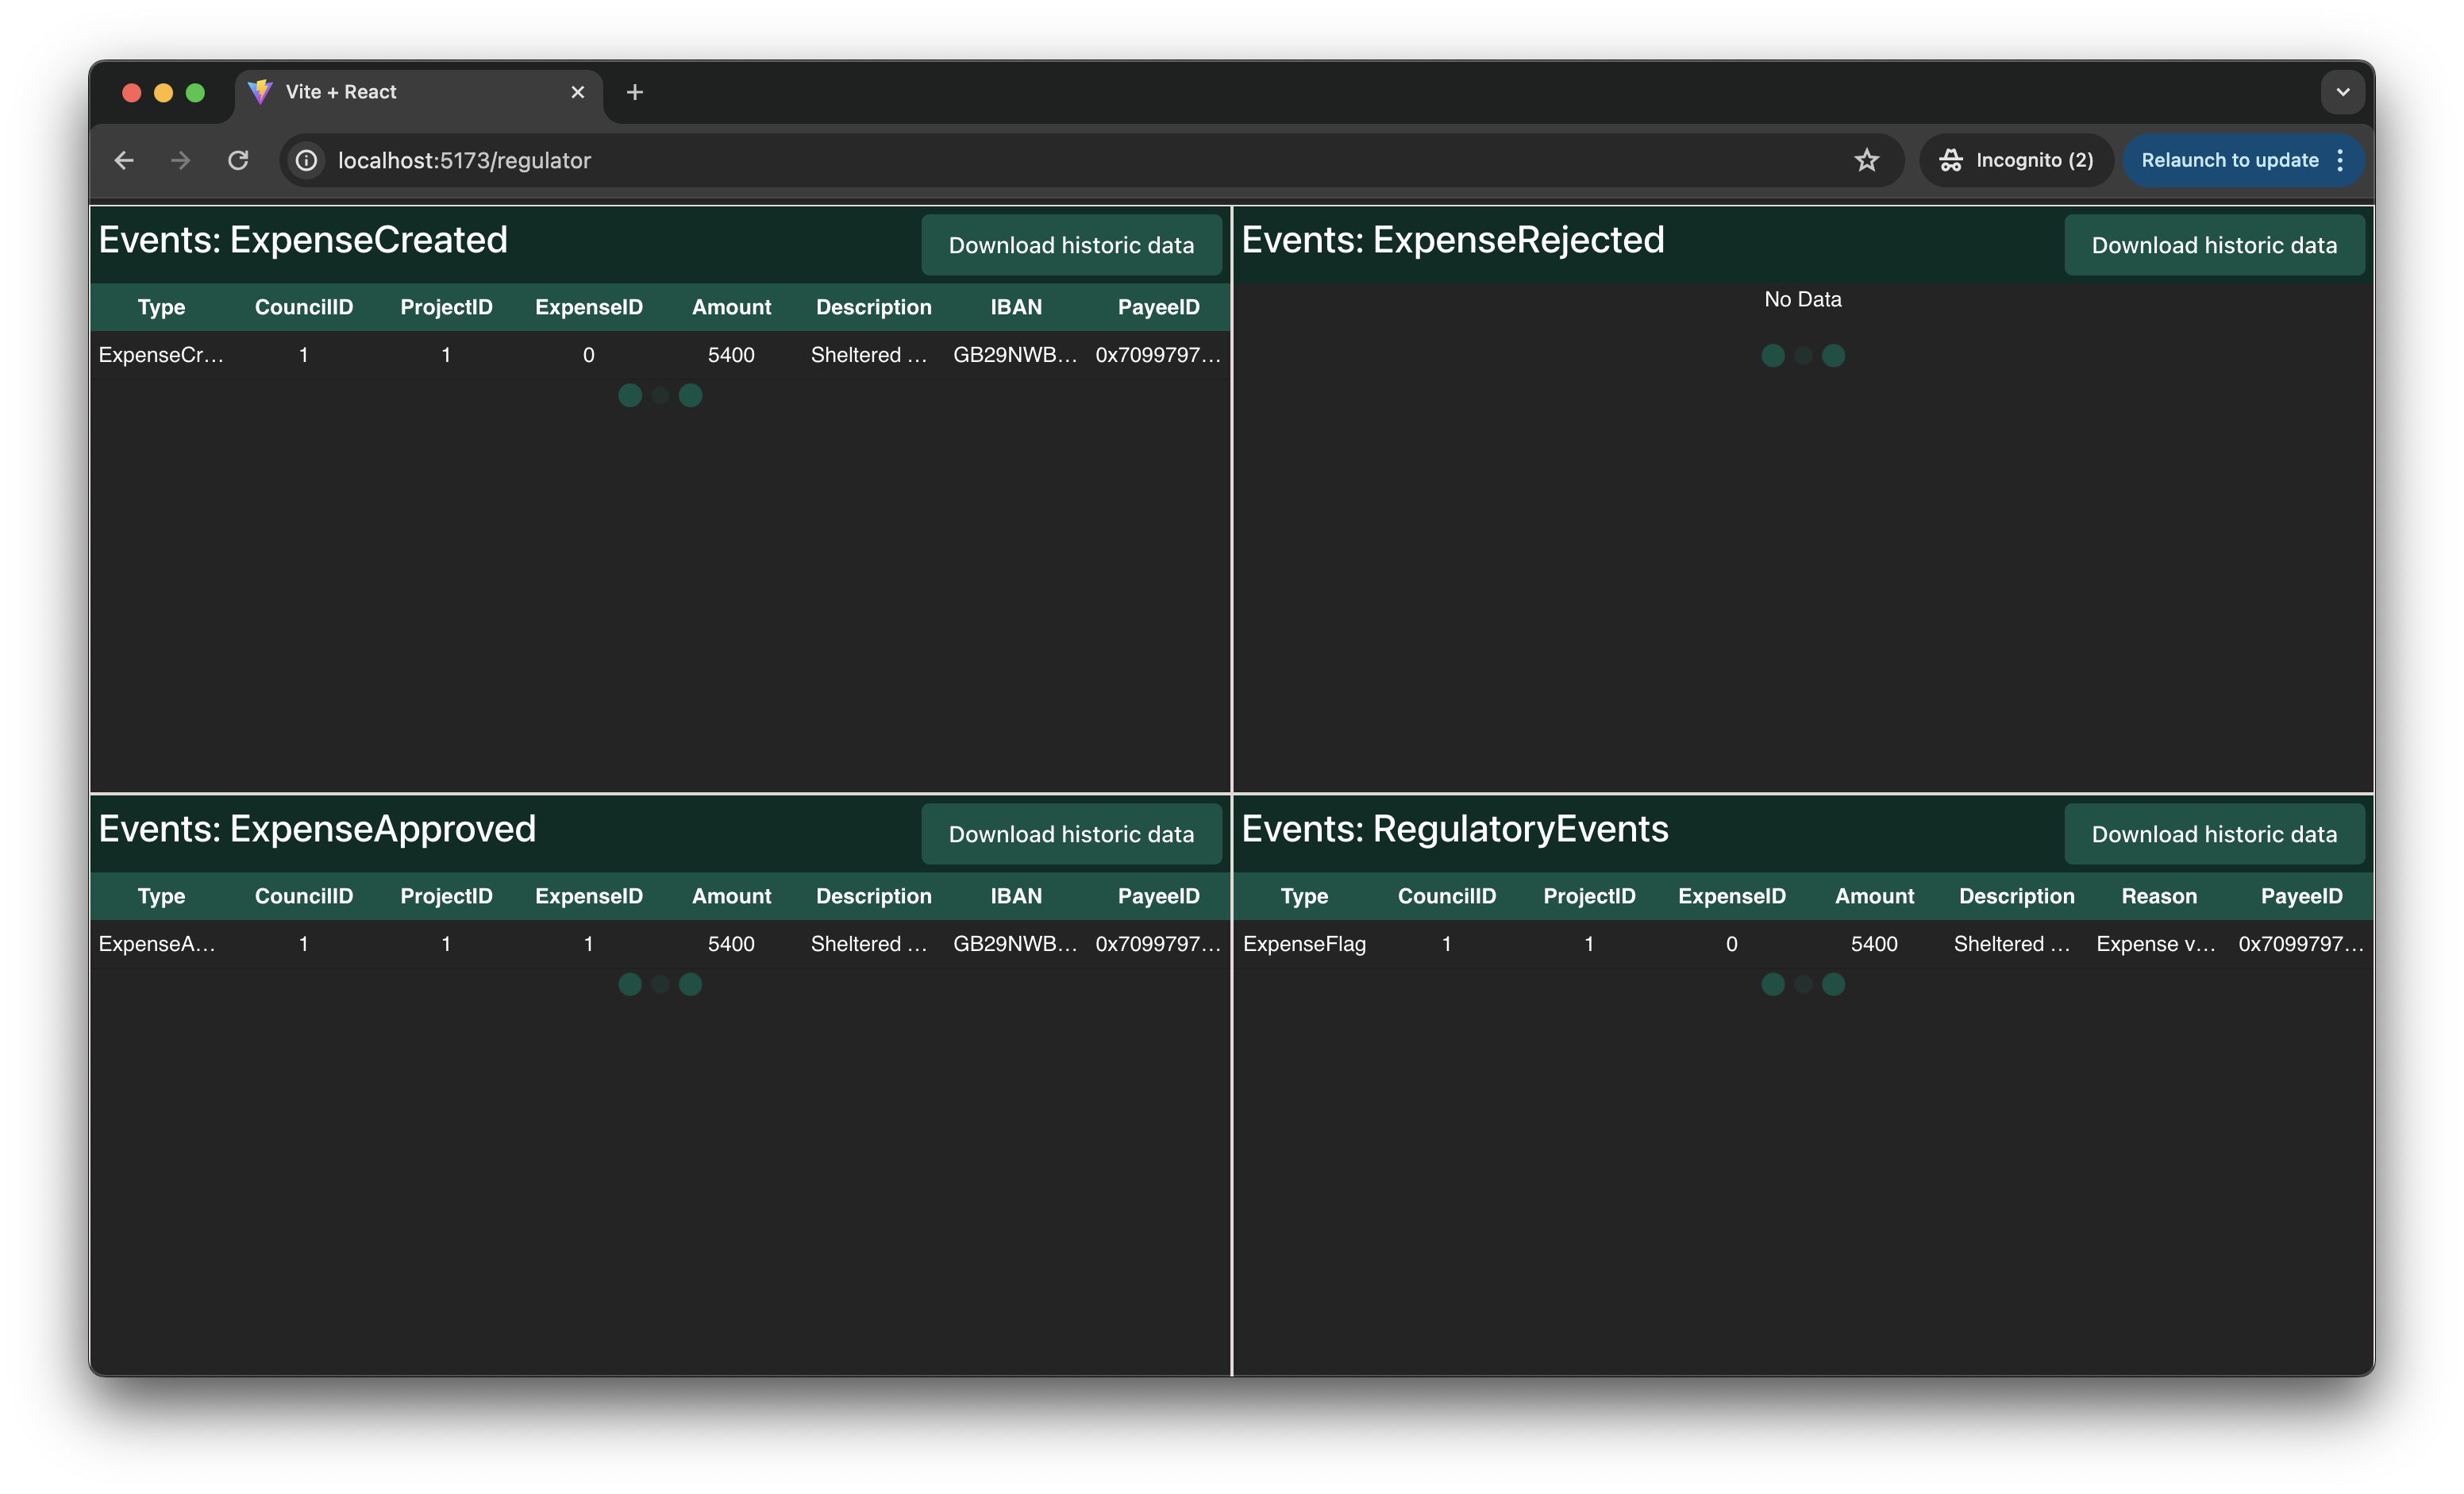 Vite + React
localhost:5173/regulator
Incognito (2)
Relaunch to update
Events: ExpenseCreated
Download historic data
Type CouncilID ProjectID ExpenseID Amount Description IBAN PayeeID
ExpenseCr... 1 1 0 5400 Sheltered ... GB29NWB... 0x7099797...
Events: ExpenseRejected
Download historic data
No Data
Events: ExpenseApproved
Download historic data
Type CouncilID ProjectID ExpenseID Amount Description IBAN PayeeID
ExpenseA... 1 1 1 5400 Sheltered ... GB29NWB... 0x7099797...
Events: RegulatoryEvents
Download historic data
Type CouncilID ProjectID ExpenseID Amount Description Reason PayeeID
ExpenseFlag 1 1 0 5400 Sheltered ... Expense v... 0x7099797...